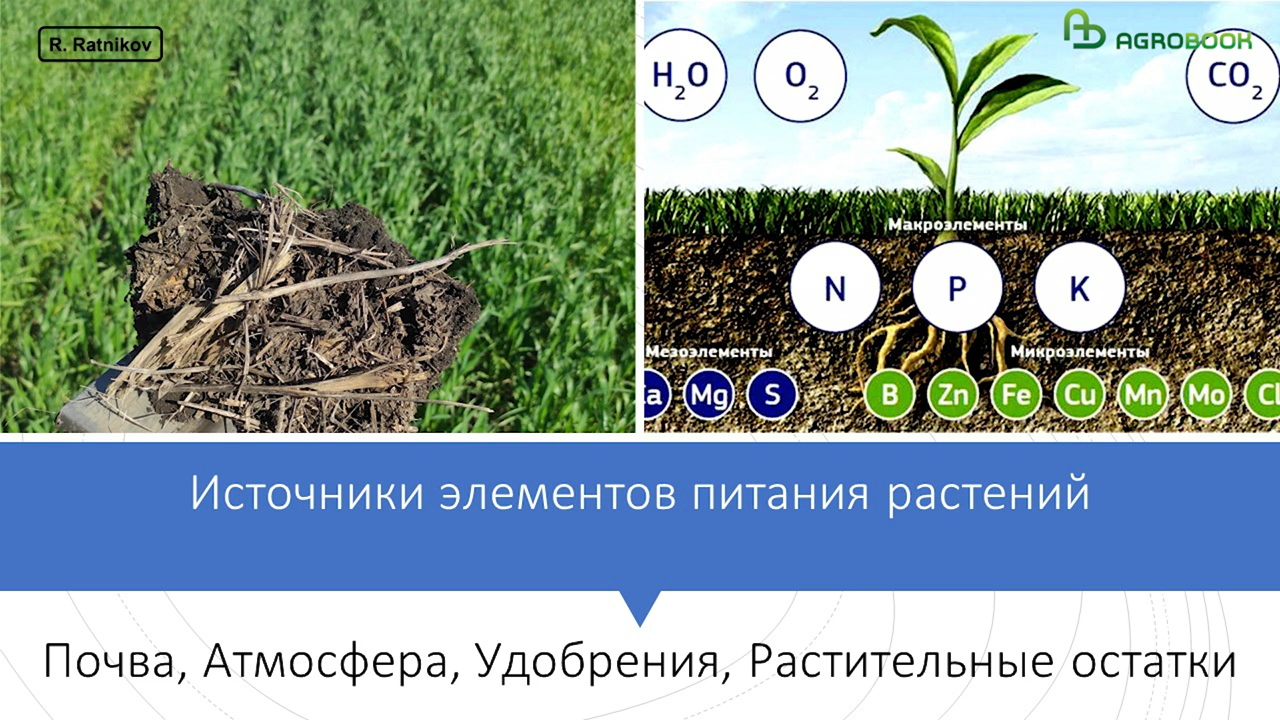 R. Ratnikov
AGROBOOK
H2O
O2
CO2
Макроэлементы
N P K
Мезоэлементы
Микроэлементы
Mg S B Zn Fe Cu Mn Mo
Источники элементов питания растений
Почва, Атмосфера, Удобрения, Растительные остатки